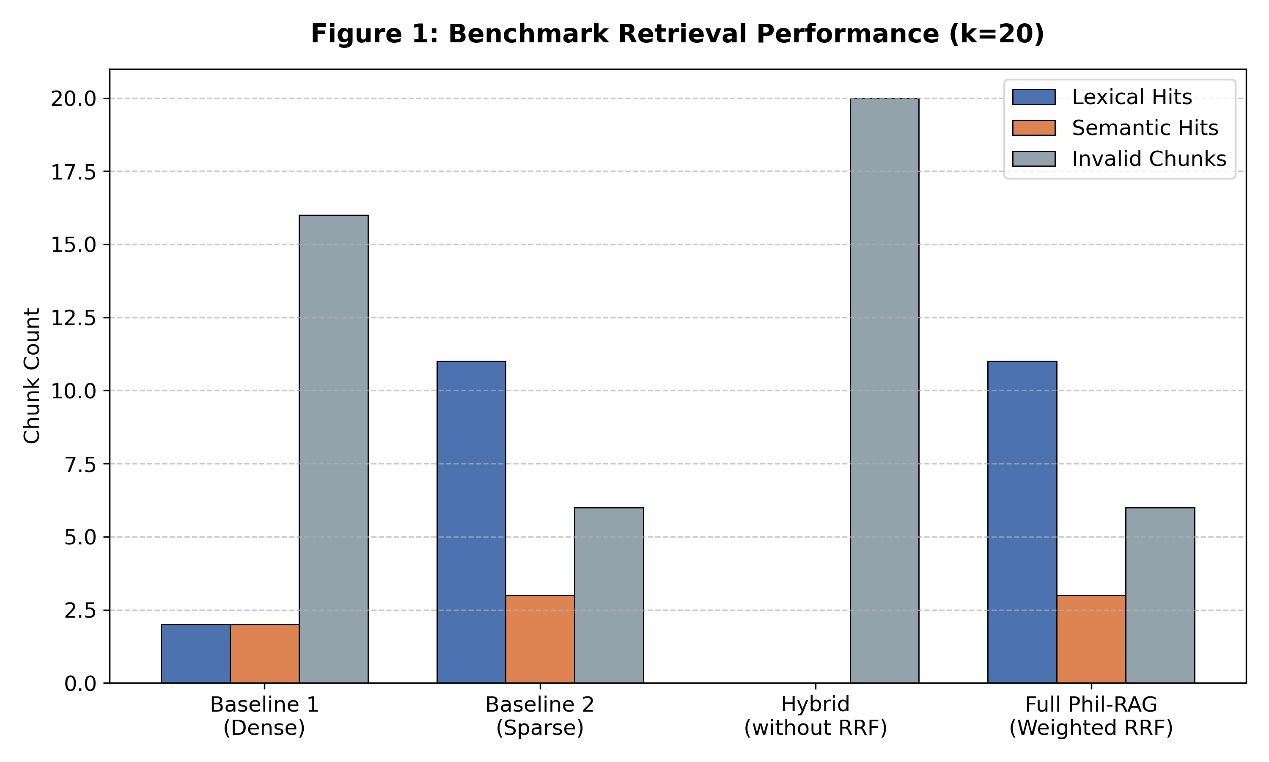 Figure 1: Benchmark Retrieval Performance (k=20)
20.0
17.5
15.0
12.5
10.0
7.5
5.0
2.5
0.0
Chunk Count
Lexical Hits
Semantic Hits
Invalid Chunks
Baseline 1
(Dense)
Baseline 2
(Sparse)
Hybrid
(without RRF)
Full Phil-RAG
(Weighted RRF)